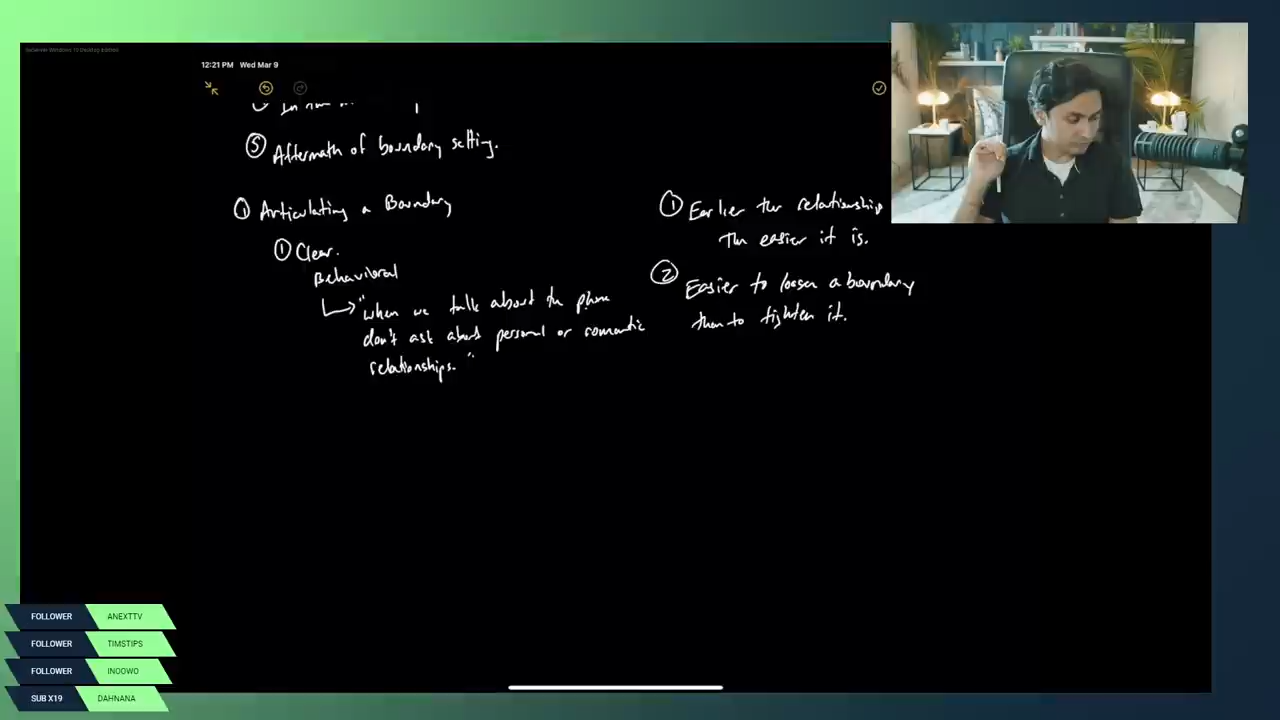 12:21 PM Wed Mar 9
⑤ Aftermath of boundary setting.
① Articulating a Boundary
① Clear.
Behavioral
"when we talk about the phone
don't ask about personal or romantic
relationships."
① Earlier the relationship
The easier it is.
② Easier to loosen a boundary
than to tighten it.
FOLLOWER ANEXTTV
FOLLOWER TIMSTIPS
FOLLOWER INOOWO
SUB X19 DAHNANA